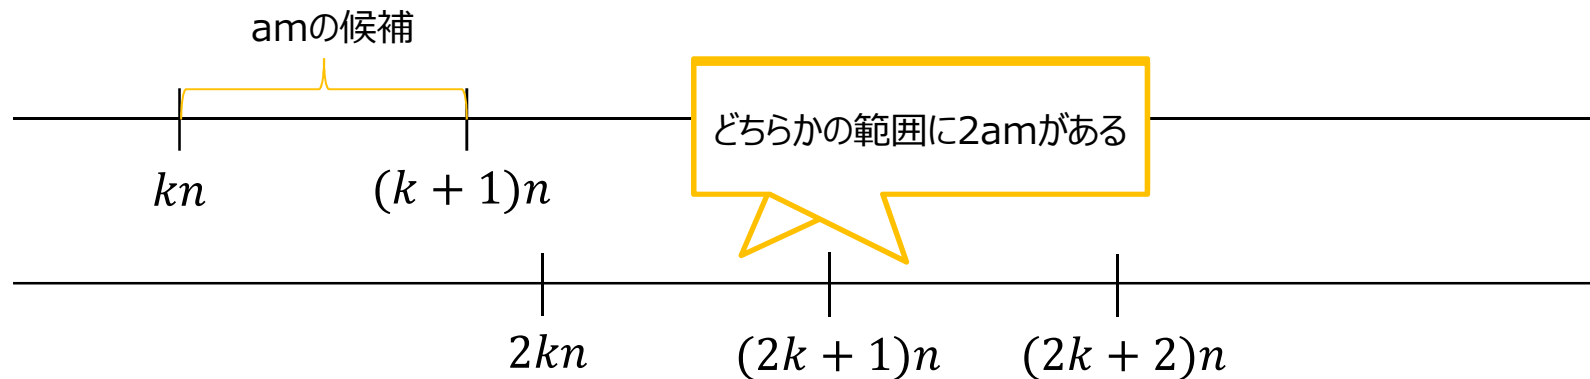 amの候補
どちらかの範囲に2amがある
kn
(k + 1)n
2kn
(2k + 1)n
(2k + 2)n